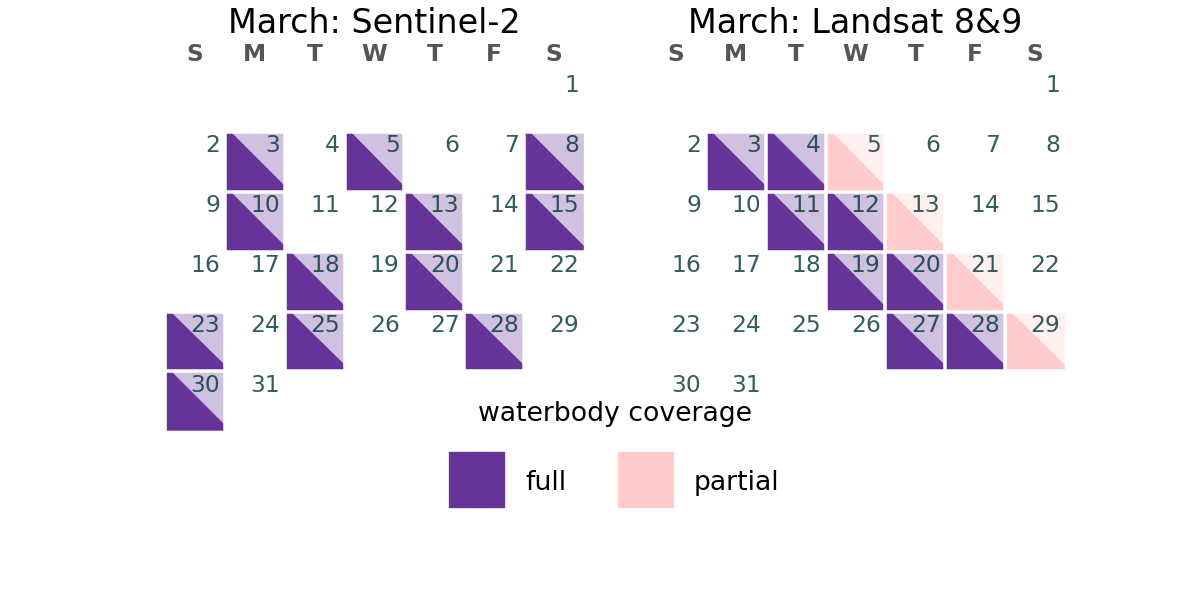 March: Sentinel-2
S M T W T F S
1
2 3 4 5 6 7 8
9 10 11 12 13 14 15
16 17 18 19 20 21 22
23 24 25 26 27 28 29
30 31
March: Landsat 8&9
S M T W T F S
1
2 3 4 5 6 7 8
9 10 11 12 13 14 15
16 17 18 19 20 21 22
23 24 25 26 27 28 29
30 31
waterbody coverage
full partial